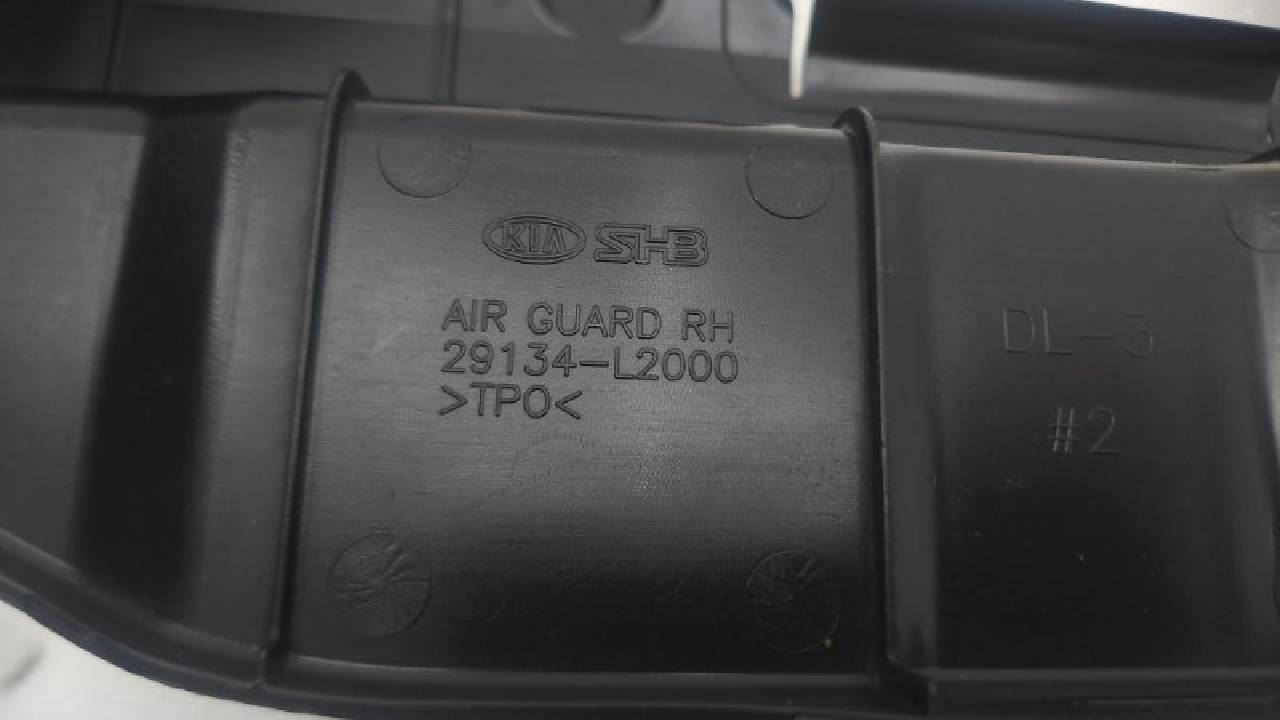 KIA SHB
AIR GUARD RH
29134-L2000
>TPO<
DL-3
#2